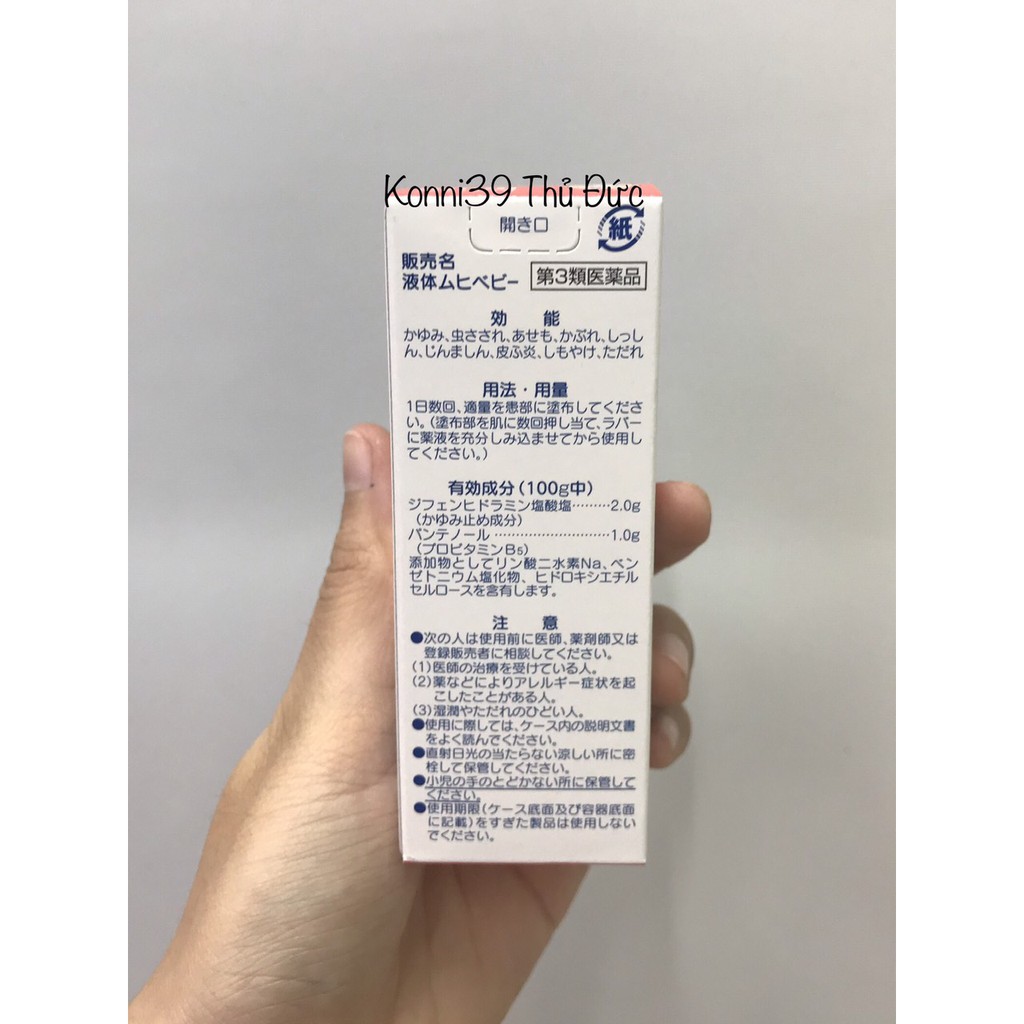 Konni39 Thủ Đức
開き口
紙
販売名
液体ムヒベビー 第3類医薬品
効 能
かゆみ、虫さされ、あせも、かぶれ、しっし
ん、じんましん、皮ふ炎、しもやけ、ただれ
用法・用量
1日数回、適量を患部に塗布してくださ
い。(塗布部を肌に数回押し当て、ラバー
に薬液を充分しみ込ませてから使用し
てください。)
有効成分(100g中)
ジフェンヒドラミン塩酸塩………2.0g
(かゆみ止め成分)
パンテノール………………………1.0g
(プロビタミンB₅)
添加物としてリン酸二水素Na、ベン
ゼトニウム塩化物、ヒドロキシエチル
セルロースを含有します。
注 意
●次の人は使用前に医師、薬剤師又は
登録販売者に相談してください。
(1)医師の治療を受けている人。
(2)薬などによりアレルギー症状を起
こしたことがある人。
(3)湿潤やただれのひどい人。
●使用に際しては、ケース内の説明文書
をよく読んでください。
●直射日光の当たらない涼しい所に密
栓して保管してください。
●小児の手のとどかない所に保管して
ください。
●使用期限(ケース底面及び容器底面
に記載)をすぎた製品は使用しない
でください。